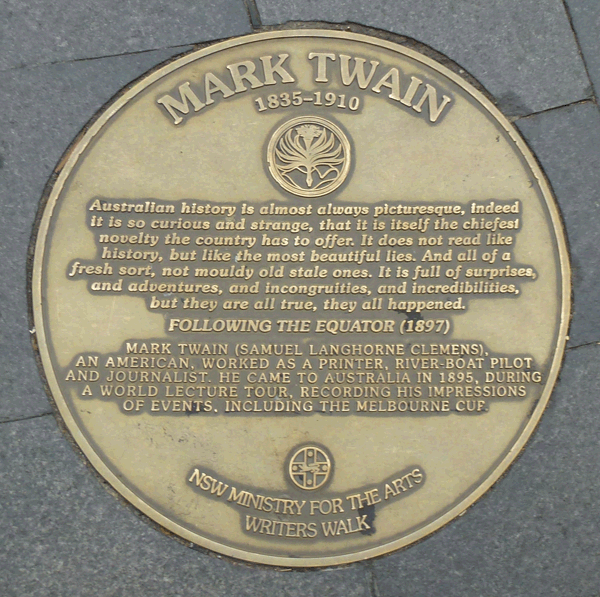 MARK TWAIN
1835–1910
Australian history is almost always picturesque, indeed
it is so curious and strange, that it is itself the chiefest
novelty the country has to offer. It does not read like
history, but like the most beautiful lies. And all of a
fresh sort, not mouldy old stale ones. It is full of surprises,
and adventures, and incongruities, and incredibilities,
but they are all true, they all happened.
FOLLOWING THE EQUATOR (1897)
MARK TWAIN (SAMUEL LANGHORNE CLEMENS),
AN AMERICAN, WORKED AS A PRINTER, RIVER-BOAT PILOT
AND JOURNALIST. HE CAME TO AUSTRALIA IN 1895, DURING
A WORLD LECTURE TOUR, RECORDING HIS IMPRESSIONS
OF EVENTS, INCLUDING THE MELBOURNE CUP.
NSW MINISTRY FOR THE ARTS
WRITERS WALK